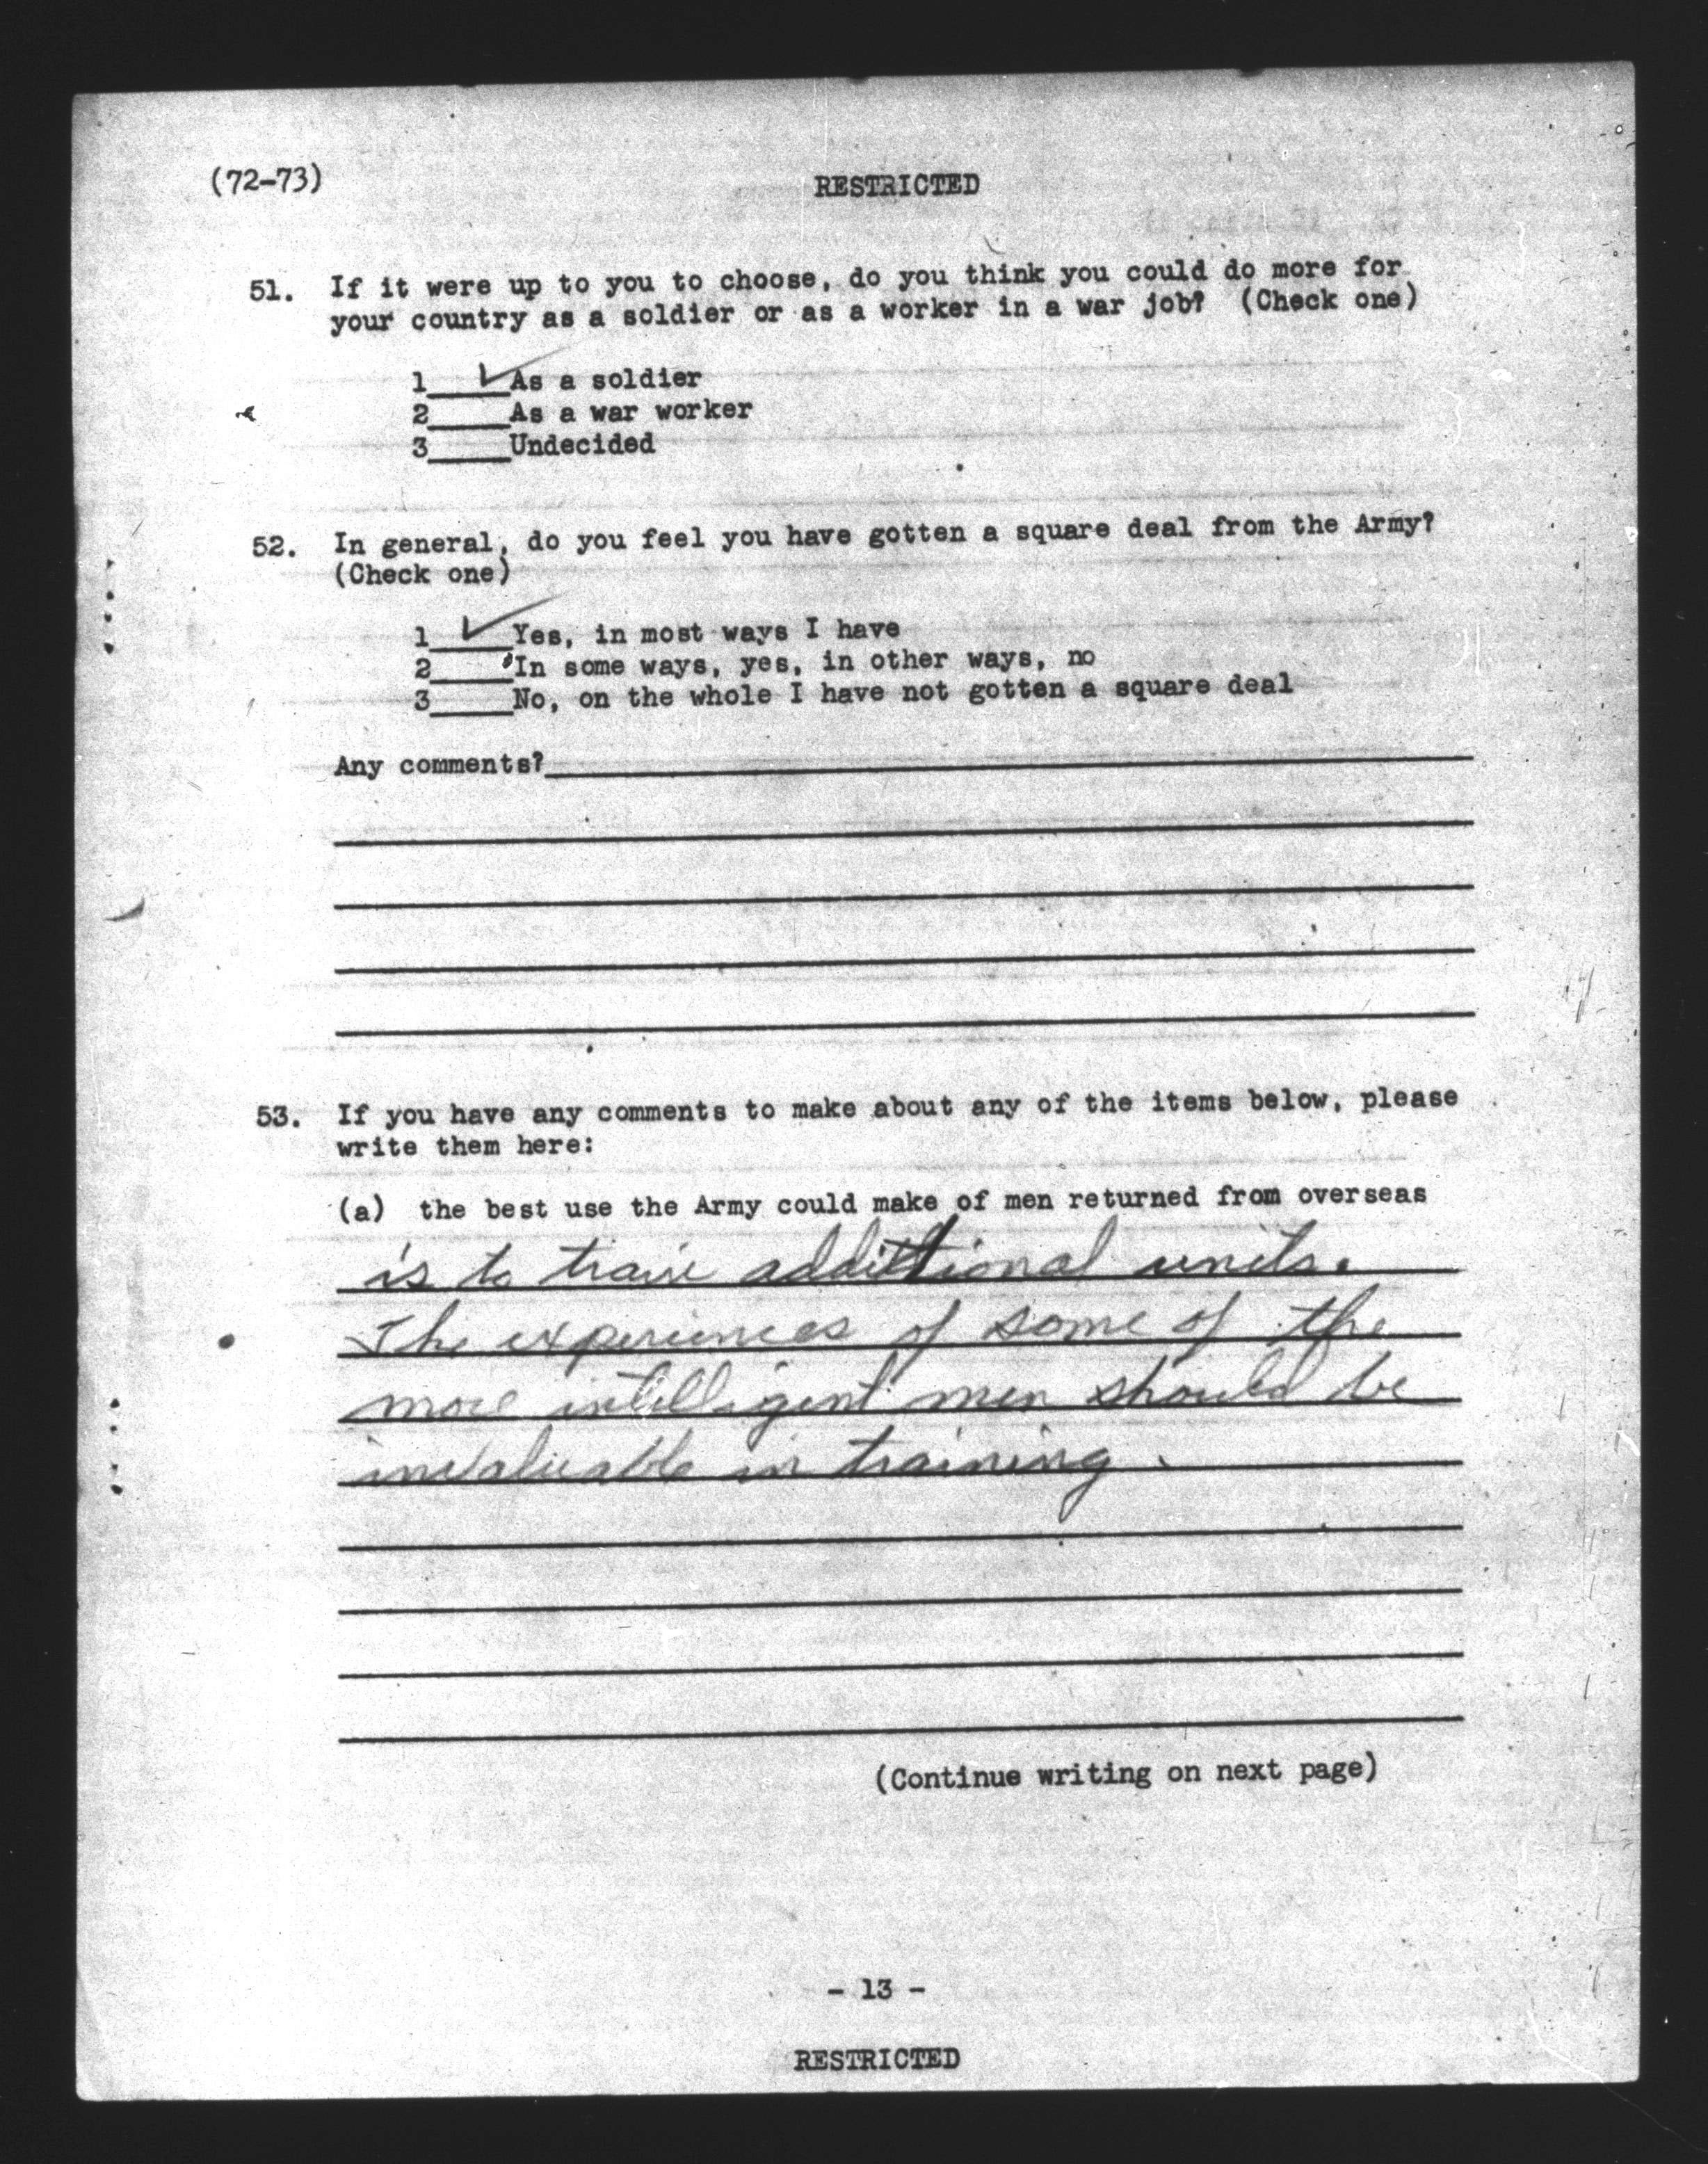 (72-73)
RESTRICTED
51. If it were up to you to choose, do you think you could do more for
your country as a soldier or as a worker in a war job? (Check one)
1 ✓ As a soldier
2____As a war worker
3____Undecided
52. In general, do you feel you have gotten a square deal from the Army?
(Check one)
1 ✓ Yes, in most ways I have
2____In some ways, yes, in other ways, no
3____No, on the whole I have not gotten a square deal
Any comments?
53. If you have any comments to make about any of the items below, please
write them here:
(a) the best use the Army could make of men returned from overseas
is to train additional units.
The experiences of some of the
more intelligent men should be
invaluable in training.
(Continue writing on next page)
- 13 -
RESTRICTED